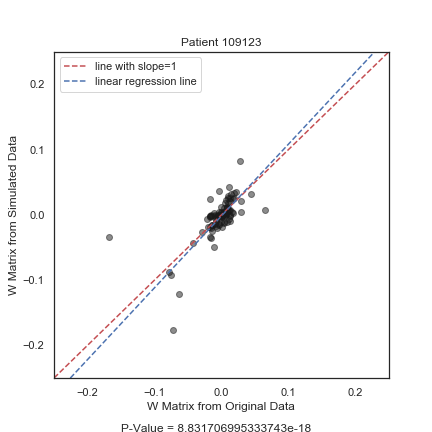 Patient 109123
line with slope=1
linear regression line
W Matrix from Simulated Data
0.2
0.1
0.0
−0.1
−0.2
−0.2
−0.1
0.0
0.1
0.2
W Matrix from Original Data
P-Value = 8.831706995333743e-18